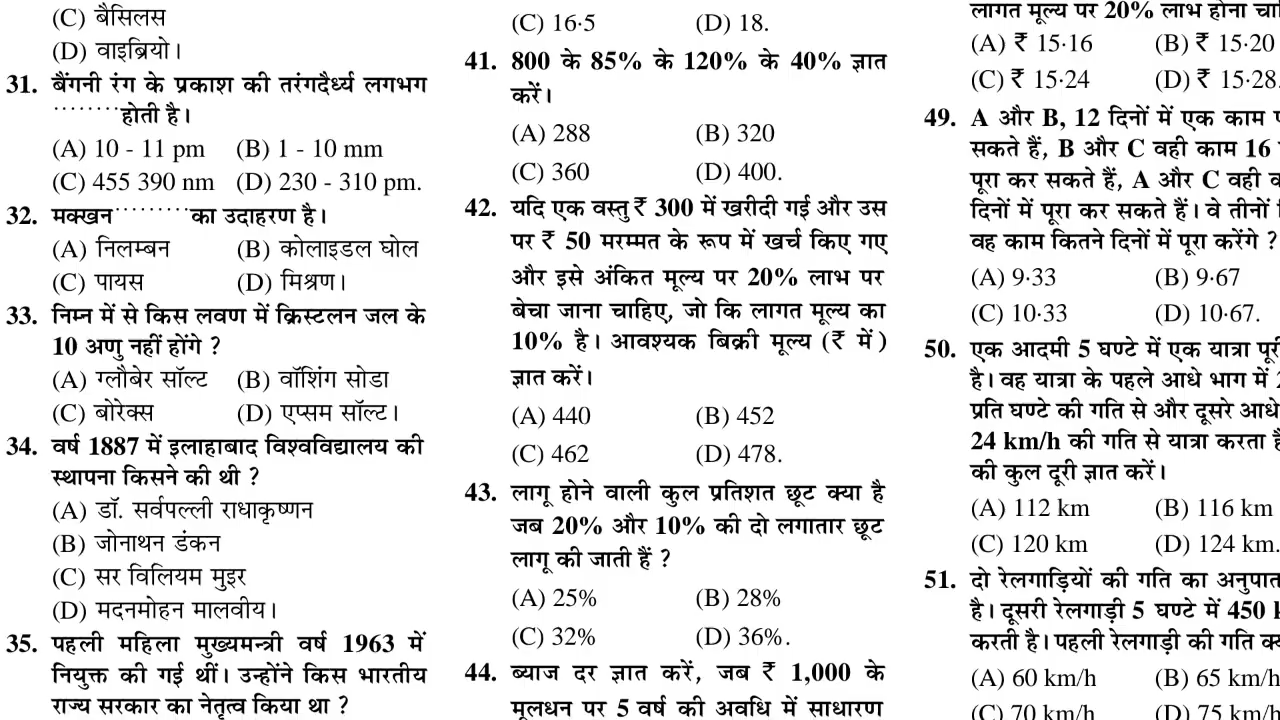 (C) बैसिलस
(D) वाइब्रियो।
31. बैंगनी रंग के प्रकाश की तरंगदैर्ध्य लगभग
........होती है।
(A) 10 - 11 pm (B) 1 - 10 mm
(C) 455 390 nm (D) 230 - 310 pm.
32. मक्खन.........का उदाहरण है।
(A) निलम्बन (B) कोलाइडल घोल
(C) पायस (D) मिश्रण।
33. निम्न में से किस लवण में क्रिस्टलन जल के
10 अणु नहीं होंगे ?
(A) ग्लौबेर सॉल्ट (B) वॉशिंग सोडा
(C) बोरेक्स (D) एप्सम सॉल्ट।
34. वर्ष 1887 में इलाहाबाद विश्वविद्यालय की
स्थापना किसने की थी ?
(A) डॉ. सर्वपल्ली राधाकृष्णन
(B) जोनाथन डंकन
(C) सर विलियम मुइर
(D) मदनमोहन मालवीय।
35. पहली महिला मुख्यमन्त्री वर्ष 1963 में
नियुक्त की गई थीं। उन्होंने किस भारतीय
राज्य सरकार का नेतृत्व किया था ?
(C) 16·5 (D) 18.
41. 800 के 85% के 120% के 40% ज्ञात
करें।
(A) 288 (B) 320
(C) 360 (D) 400.
42. यदि एक वस्तु ₹ 300 में खरीदी गई और उस
पर ₹ 50 मरम्मत के रूप में खर्च किए गए
और इसे अंकित मूल्य पर 20% लाभ पर
बेचा जाना चाहिए, जो कि लागत मूल्य का
10% है। आवश्यक बिक्री मूल्य (₹ में)
ज्ञात करें।
(A) 440 (B) 452
(C) 462 (D) 478.
43. लागू होने वाली कुल प्रतिशत छूट क्या है
जब 20% और 10% की दो लगातार छूट
लागू की जाती हैं ?
(A) 25% (B) 28%
(C) 32% (D) 36%.
44. ब्याज दर ज्ञात करें, जब ₹ 1,000 के
मूलधन पर 5 वर्ष की अवधि में साधारण
लागत मूल्य पर 20% लाभ होना
(A) ₹ 15·16 (B) ₹ 15·20
(C) ₹ 15·24 (D) ₹ 15·28.
49. A और B, 12 दिनों में एक काम
सकते हैं, B और C वही काम 16
पूरा कर सकते हैं, A और C वही
दिनों में पूरा कर सकते हैं। वे तीनों
वह काम कितने दिनों में पूरा करेंगे ?
(A) 9·33 (B) 9·67
(C) 10·33 (D) 10·67.
50. एक आदमी 5 घण्टे में एक यात्रा पूरी
है। वह यात्रा के पहले आधे भाग में
प्रति घण्टे की गति से और दूसरे आधे
24 km/h की गति से यात्रा करता
की कुल दूरी ज्ञात करें।
(A) 112 km (B) 116 km
(C) 120 km (D) 124 km.
51. दो रेलगाड़ियों की गति का अनुपात
है। दूसरी रेलगाड़ी 5 घण्टे में 450
करती है। पहली रेलगाड़ी की गति
(A) 60 km/h (B) 65 km/h
(C) 70 km/h (D) 75 km/h